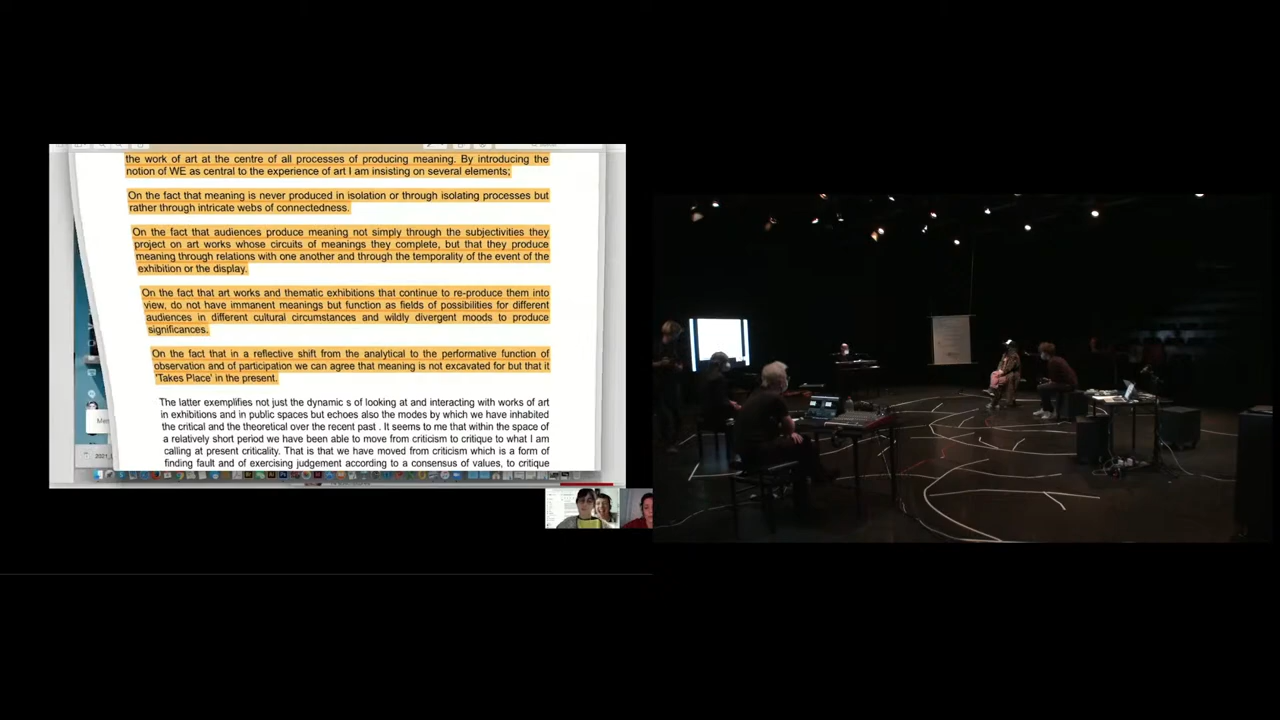 the work of art at the centre of all processes of producing meaning. By introducing the
notion of WE as central to the experience of art I am insisting on several elements;
On the fact that meaning is never produced in isolation or through isolating processes but
rather through intricate webs of connectedness.
On the fact that audiences produce meaning not simply through the subjectivities they
project on art works whose circuits of meanings they complete, but that they produce
meaning through relations with one another and through the temporality of the event of the
exhibition or the display.
On the fact that art works and thematic exhibitions that continue to re-produce them into
view, do not have immanent meanings but function as fields of possibilities for different
audiences in different cultural circumstances and wildly divergent moods to produce
significances.
On the fact that in a reflective shift from the analytical to the performative function of
observation and of participation we can agree that meaning is not excavated for but that it
'Takes Place' in the present.
The latter exemplifies not just the dynamic s of looking at and interacting with works of art
in exhibitions and in public spaces but echoes also the modes by which we have inhabited
the critical and the theoretical over the recent past . It seems to me that within the space of
a relatively short period we have been able to move from criticism to critique to what I am
calling at present criticality. That is that we have moved from criticism which is a form of
finding fault and of exercising judgement according to a consensus of values, to critique